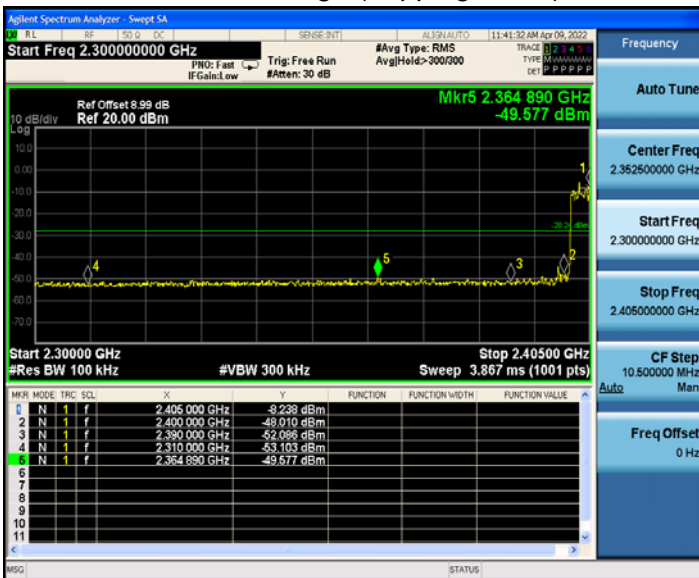 Agilent Spectrum Analyzer - Swept SA
RL RF 50 Ω DC SENSE:INT ALIGNAUTO 11:41:32 AM Apr 09, 2022
Start Freq 2.300000000 GHz #Avg Type: RMS TRACE 1 2 3 4 5 6
PNO: Fast Trig: Free Run Avg|Hold>300/300 TYPE M WWWWW
IFGain:Low #Atten: 30 dB DET P P P P P P
Frequency
Auto Tune
Center Freq
2.352500000 GHz
Start Freq
2.300000000 GHz
Stop Freq
2.405000000 GHz
CF Step
10.500000 MHz
Auto Man
Freq Offset
0 Hz
Mkr5 2.364 890 GHz
-49.577 dBm
Ref Offset 8.99 dB
10 dB/div Ref 20.00 dBm
Log
10.0
0.00
-10.0
-20.0
-30.0
-40.0
-50.0
-60.0
-70.0
1
-28.24 dBm
2
3
4
5
Start 2.30000 GHz Stop 2.40500 GHz
#Res BW 100 kHz #VBW 300 kHz Sweep 3.867 ms (1001 pts)
MKR MODE TRC SCL X Y FUNCTION FUNCTION WIDTH FUNCTION VALUE
1 N 1 f 2.405 000 GHz -8.238 dBm
2 N 1 f 2.400 000 GHz -48.010 dBm
3 N 1 f 2.390 000 GHz -52.086 dBm
4 N 1 f 2.310 000 GHz -53.103 dBm
5 N 1 f 2.364 890 GHz -49.577 dBm
6
7
8
9
10
11
MSG STATUS